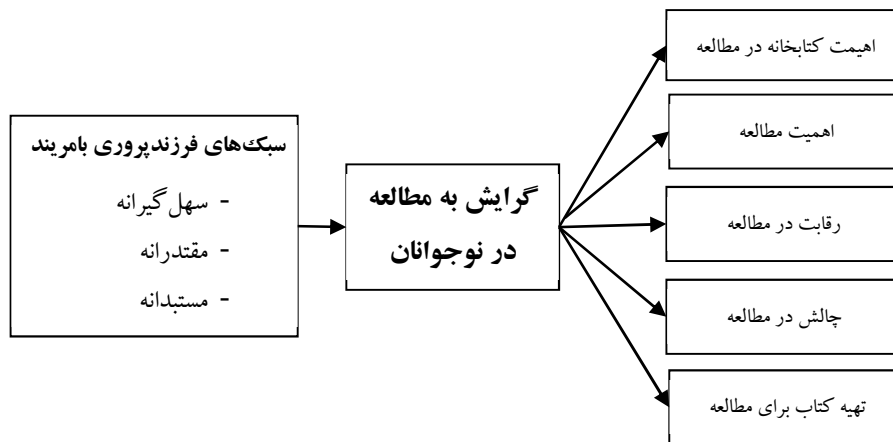 سبک‌های فرزندپروری بامریند
- سهل‌گیرانه
- مقتدرانه
- مستبدانه
گرایش به مطالعه
در نوجوانان
اهیمت کتابخانه در مطالعه
اهمیت مطالعه
رقابت در مطالعه
چالش در مطالعه
تهیه کتاب برای مطالعه